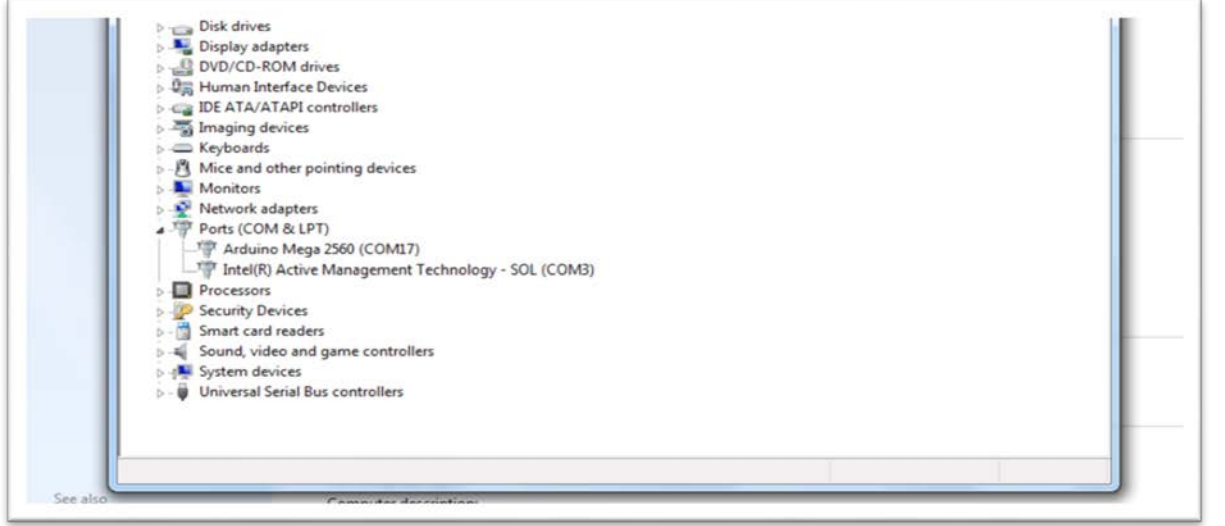 Disk drives
Display adapters
DVD/CD-ROM drives
Human Interface Devices
IDE ATA/ATAPI controllers
Imaging devices
Keyboards
Mice and other pointing devices
Monitors
Network adapters
Ports (COM & LPT)
Arduino Mega 2560 (COM17)
Intel(R) Active Management Technology - SOL (COM3)
Processors
Security Devices
Smart card readers
Sound, video and game controllers
System devices
Universal Serial Bus controllers
See also
Computer description: